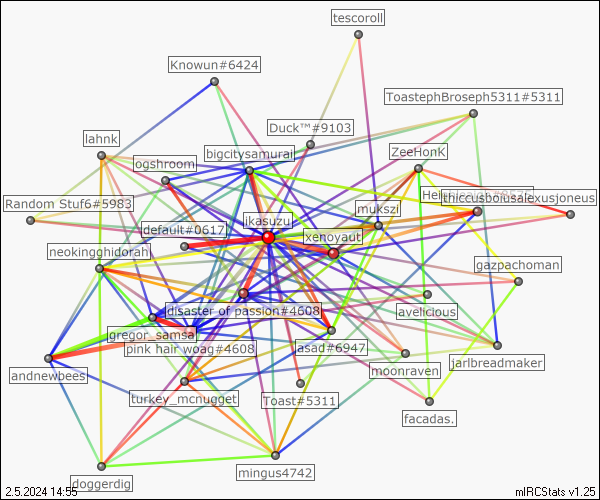 tescoroll
Knowun#6424
ToastephBroseph5311#5311
Duck™#9103
lahnk
bigcitysamurai
ZeeHonK
ogshroom
thiccusbousalexusjoneus
Random Stuf6#5983
mukszi
ikasuzu
default#0617
xenoyaut
neokingghidorah
gazpachoman
disaster of passion#4608
avelicious
gregor_samsa
pink hair woag#4608
asad#6947
jarlbreadmaker
moonraven
andnewbees
turkey_mcnugget
Toast#5311
facadas.
mingus4742
doggerdig
2.5.2024 14:55
mIRCStats v1.25